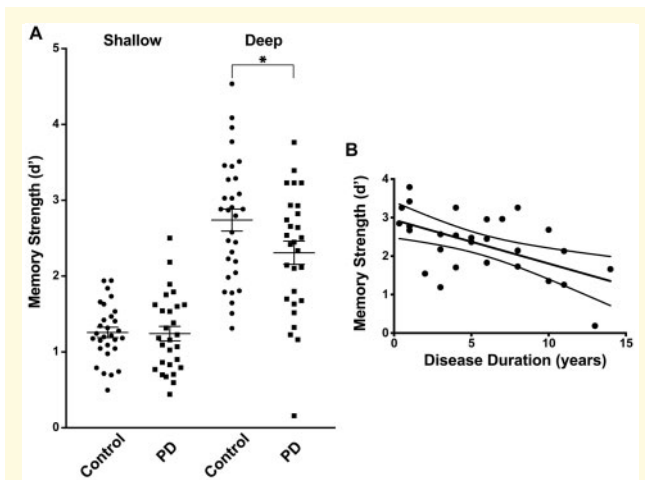 A
Shallow
Deep
*
5
4
3
2
1
0
Memory Strength (d')
Control
PD
Control
PD
B
4
3
2
1
0
Memory Strength (d')
0
5
10
15
Disease Duration (years)